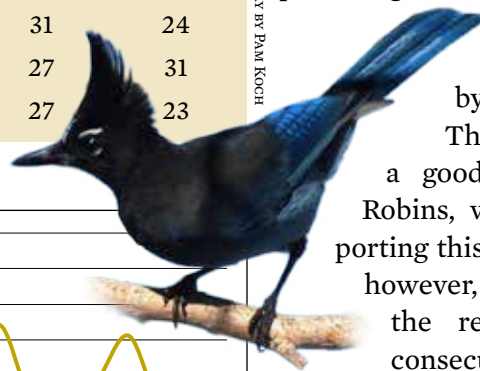 31 24
27 31
27 23
Y BY PAM KOCH
by
Th
a good
Robins, w
porting this
however,
the re
consecu